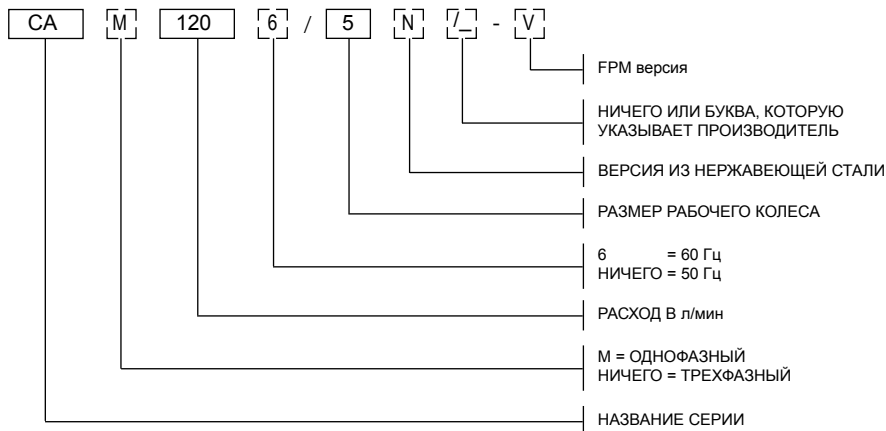 CA M 120 6 / 5 N /_ - V
FPM версия
НИЧЕГО ИЛИ БУКВА, КОТОРУЮ
УКАЗЫВАЕТ ПРОИЗВОДИТЕЛЬ
ВЕРСИЯ ИЗ НЕРЖАВЕЮЩЕЙ СТАЛИ
РАЗМЕР РАБОЧЕГО КОЛЕСА
6 = 60 Гц
НИЧЕГО = 50 Гц
РАСХОД В л/мин
М = ОДНОФАЗНЫЙ
НИЧЕГО = ТРЕХФАЗНЫЙ
НАЗВАНИЕ СЕРИИ